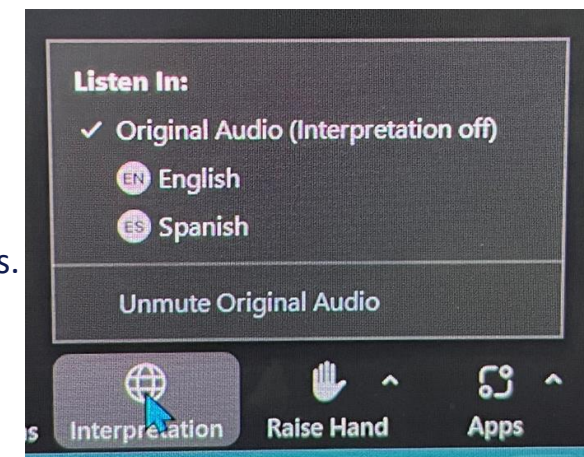 Listen In:
✓ Original Audio (Interpretation off)
EN English
ES Spanish
s.
Unmute Original Audio
s Interpretation Raise Hand Apps